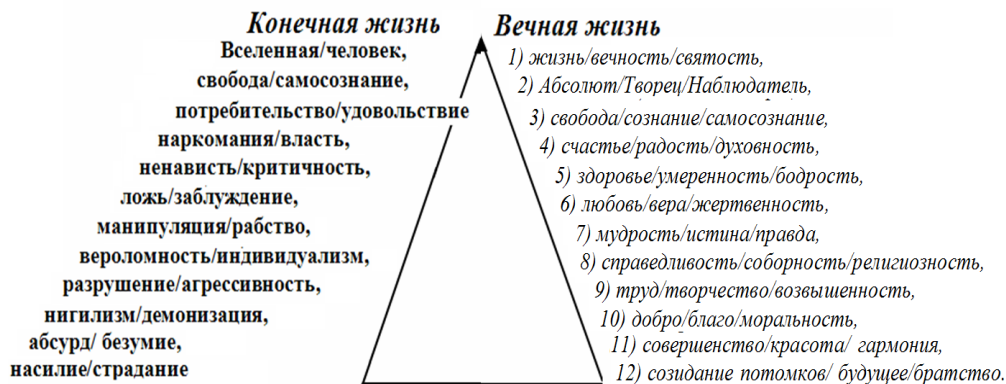 Конечная жизнь
Вселенная/человек,
свобода/самосознание,
потребительство/удовольствие
наркомания/власть,
ненависть/критичность,
ложь/заблуждение,
манипуляция/рабство,
вероломность/индивидуализм,
разрушение/агрессивность,
нигилизм/демонизация,
абсурд/ безумие,
насилие/страдание
Вечная жизнь
1) жизнь/вечность/святость,
2) Абсолют/Творец/Наблюдатель,
3) свобода/сознание/самосознание,
4) счастье/радость/духовность,
5) здоровье/умеренность/бодрость,
6) любовь/вера/жертвенность,
7) мудрость/истина/правда,
8) справедливость/соборность/религиозность,
9) труд/творчество/возвышенность,
10) добро/благо/моральность,
11) совершенство/красота/ гармония,
12) созидание потомков/ будущее/братство.